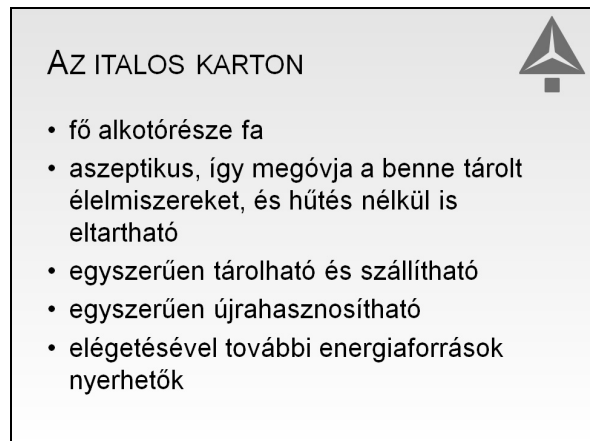 AZ ITALOS KARTON
• fő alkotórésze fa
• aszeptikus, így megóvja a benne tárolt
élelmiszereket, és hűtés nélkül is
eltartható
• egyszerűen tárolható és szállítható
• egyszerűen újrahasznosítható
• elégetésével további energiaforrások
nyerhetők